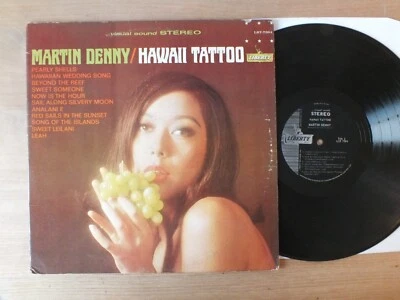 ...visual sound STEREO
MARTIN DENNY/HAWAII TATTOO
LIBERTY
PEARLY SHELLS
HAWAIIAN WEDDING SONG
BEYOND THE REEF
SWEET SOMEONE
NOW IS THE HOUR
SAIL ALONG SILVERY MOON
ANALANI E
RED SAILS IN THE SUNSET
SONG OF THE ISLANDS
SWEET LEILANI
LEAH
LIBERTY
STEREO
HAWAII TATTOO
MARTIN DENNY